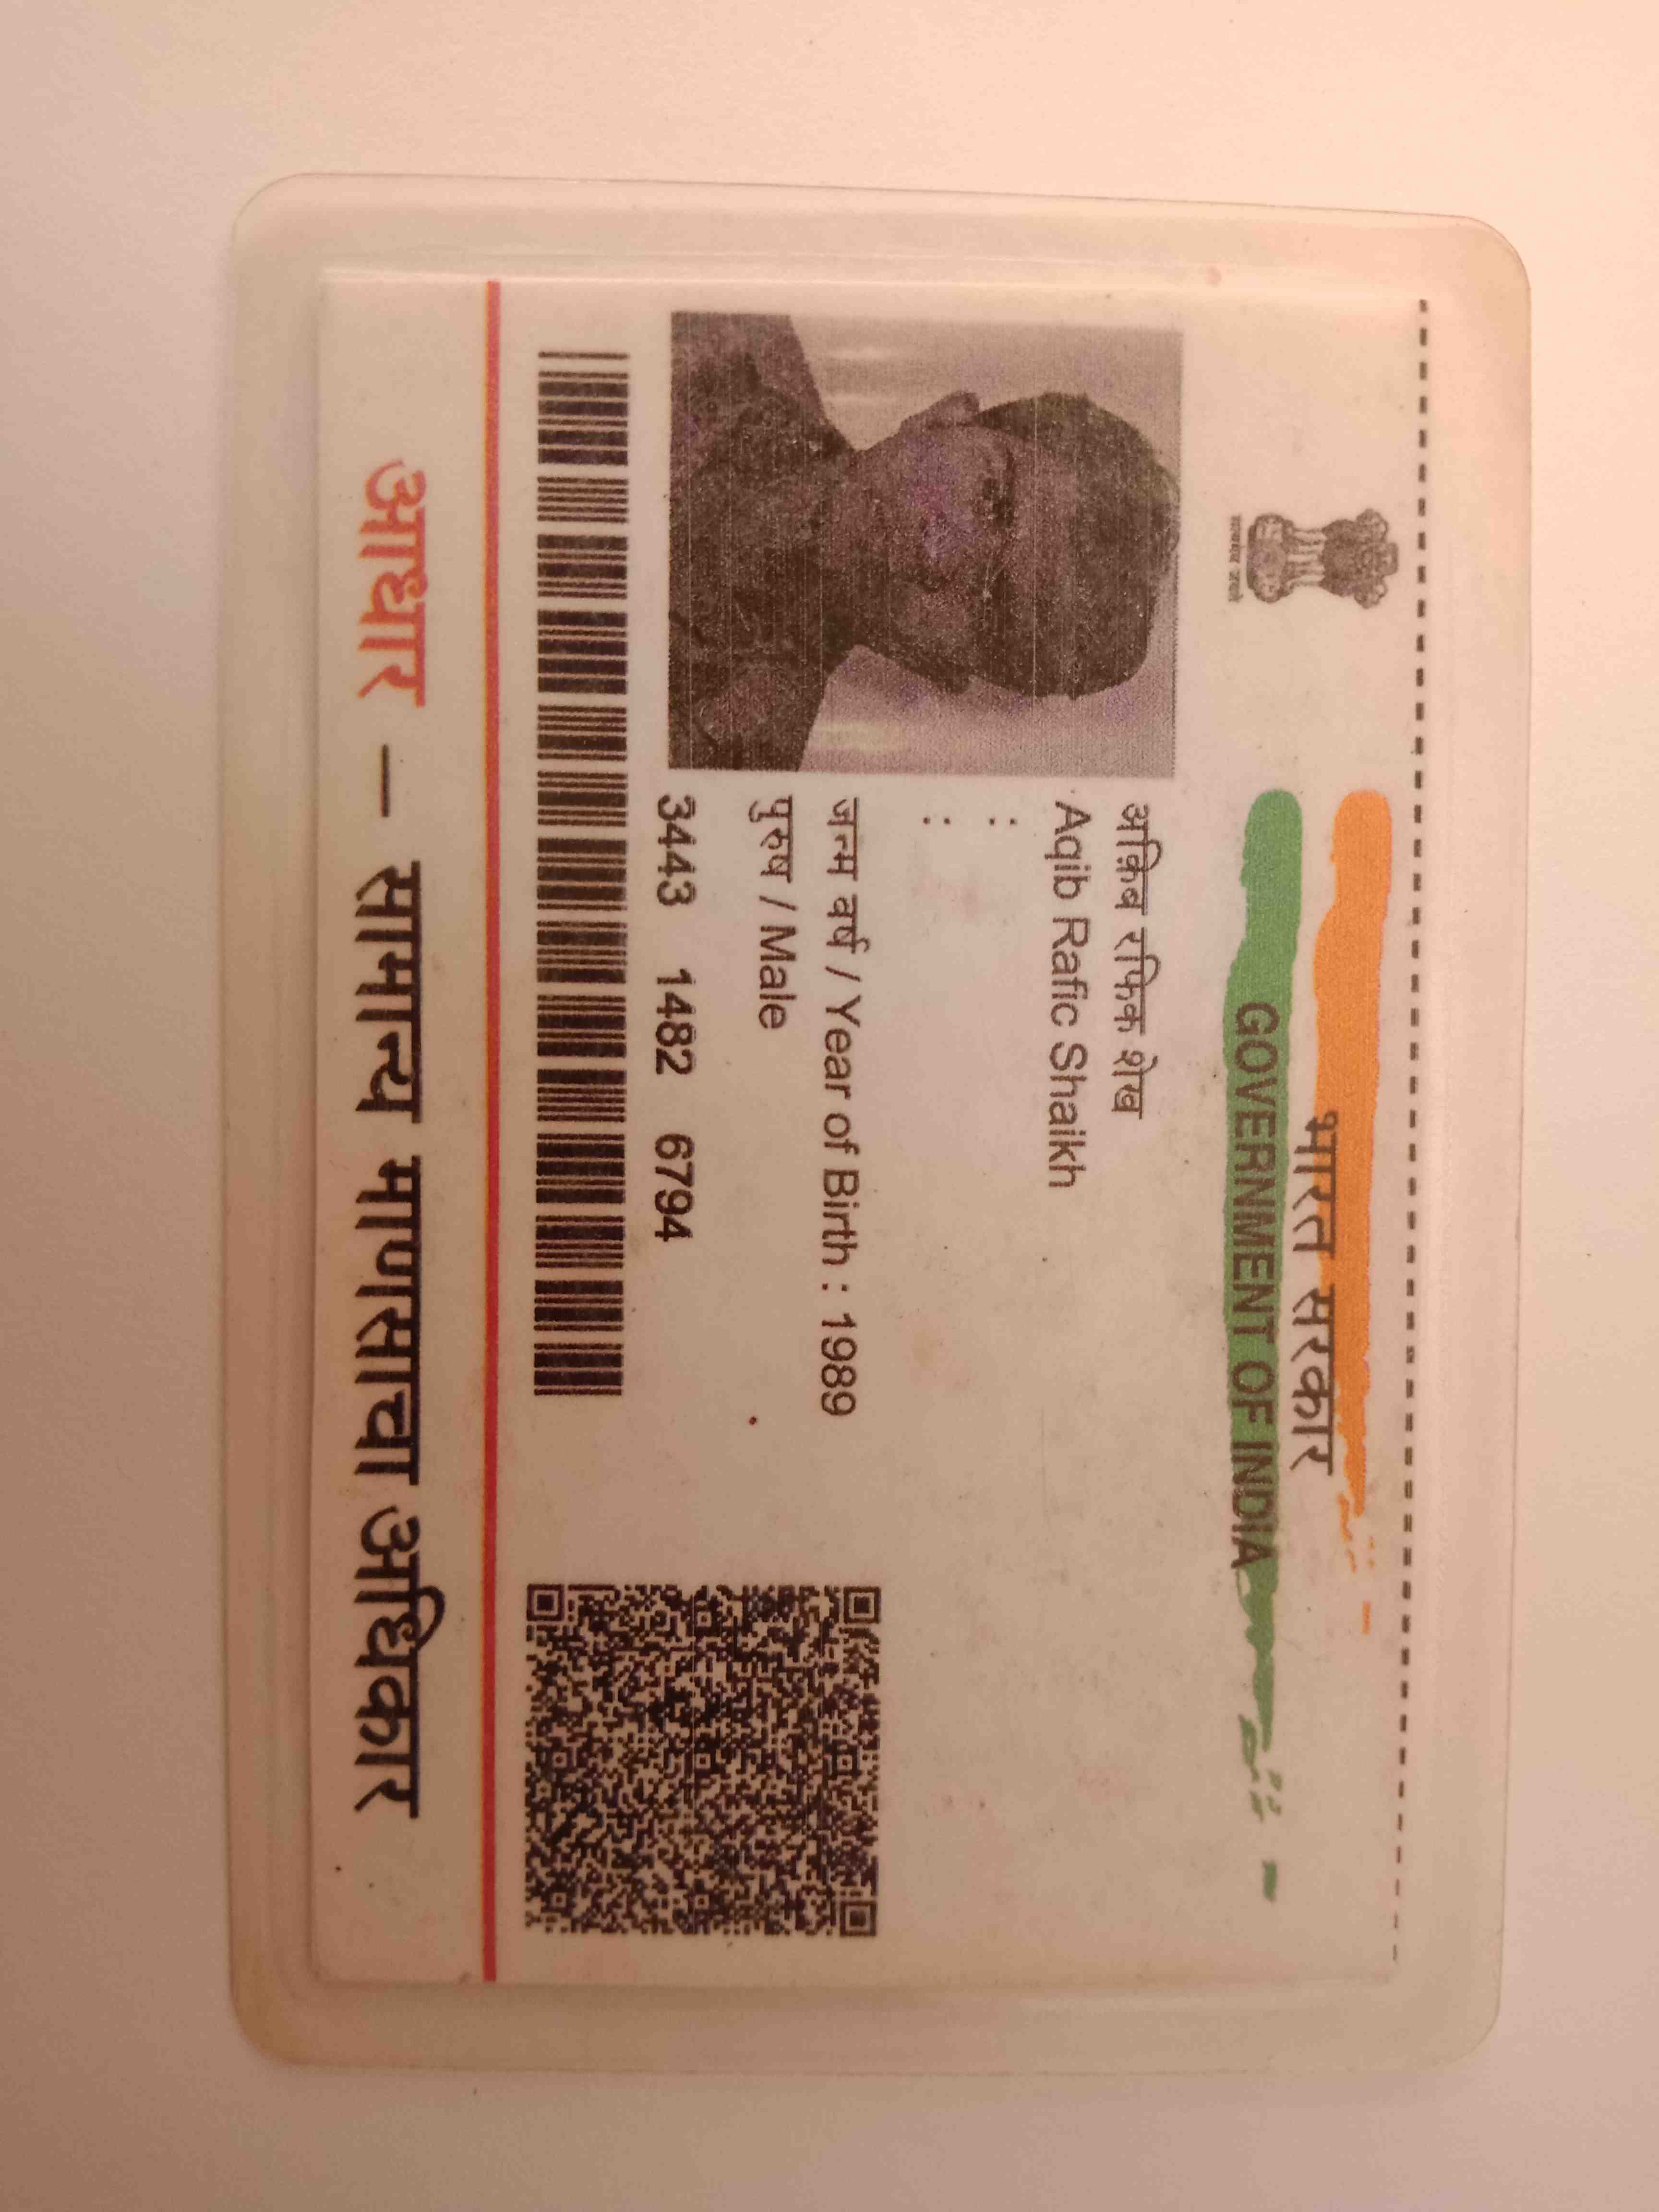 भारत सरकार
GOVERNMENT OF INDIA
सत्यमेव जयते
अकिब रफिक शेख
Aqib Rafic Shaikh
:
:
जन्म वर्ष / Year of Birth : 1989
पुरुष / Male
3443 1482 6794
आधार – सामान्य माणसाचा अधिकार